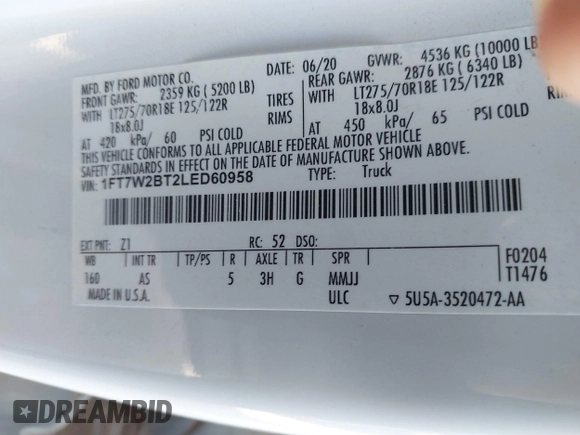 MFD. BY FORD MOTOR CO.
DATE: 06/20 GVWR: 4536 KG (10000 LB
FRONT GAWR: 2359 KG (5200 LB)
REAR GAWR: 2876 KG (6340 LB)
WITH LT275/70R18E 125/122R TIRES
WITH LT275/70R18E 125/122R TIRES
18x8.0J RIMS
18x8.0J RIMS
AT 420 kPa/ 60 PSI COLD
AT 450 kPa/ 65 PSI COLD
THIS VEHICLE CONFORMS TO ALL APPLICABLE FEDERAL MOTOR VEHICLE
SAFETY STANDARDS IN EFFECT ON THE DATE OF MANUFACTURE SHOWN ABOVE.
VIN: 1FT7W2BT2LED60958
TYPE: Truck
EXT PNT: Z1 RC: 52 DSO:
WB INT TR TP/PS R AXLE TR SPR
160 AS 5 3H G MMJJ
MADE IN U.S.A. ULC
F0204
T1476
▽ 5U5A-3520472-AA
DREAMBID